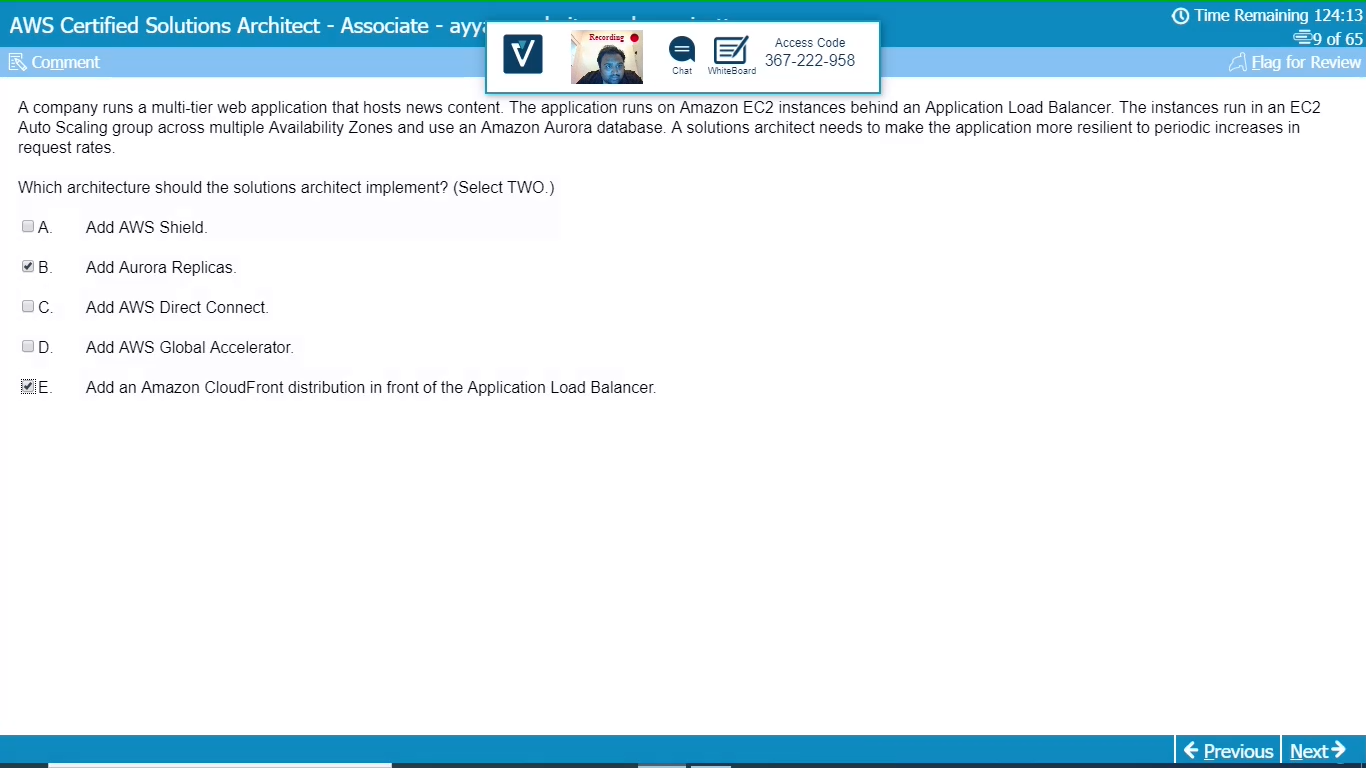 AWS Certified Solutions Architect - Associate - ayya
Time Remaining 124:13
9 of 65
Comment
Flag for Review
Recording
Chat
WhiteBoard
Access Code
367-222-958
A company runs a multi-tier web application that hosts news content. The application runs on Amazon EC2 instances behind an Application Load Balancer. The instances run in an EC2
Auto Scaling group across multiple Availability Zones and use an Amazon Aurora database. A solutions architect needs to make the application more resilient to periodic increases in
request rates.
Which architecture should the solutions architect implement? (Select TWO.)
A. Add AWS Shield.
B. Add Aurora Replicas.
C. Add AWS Direct Connect.
D. Add AWS Global Accelerator.
E. Add an Amazon CloudFront distribution in front of the Application Load Balancer.
Previous
Next